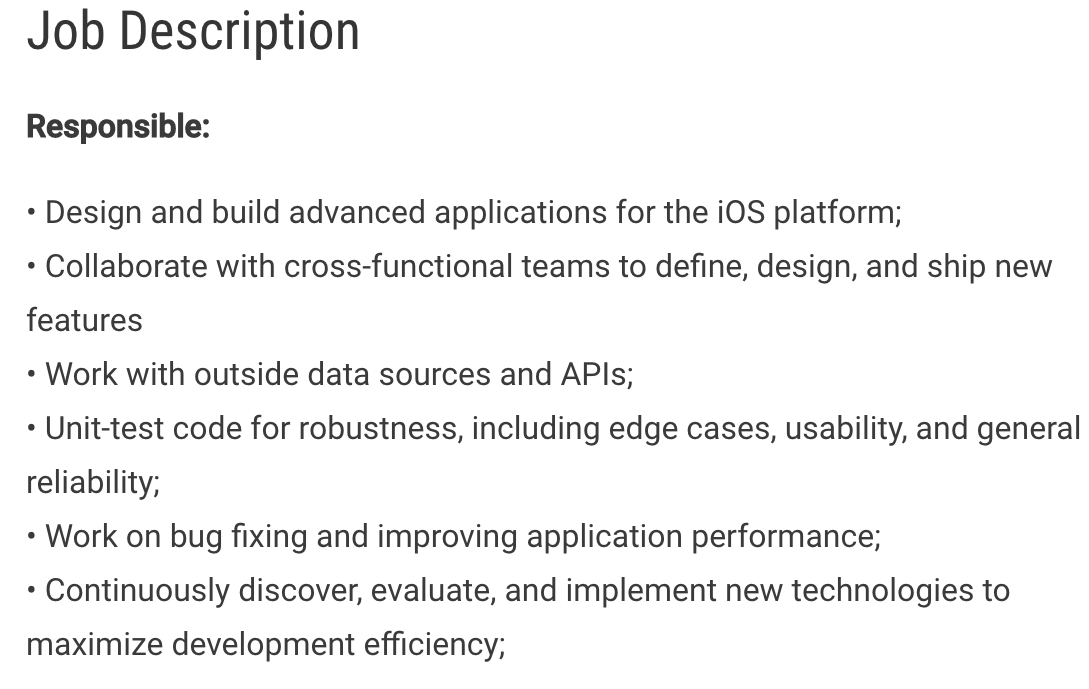 Job Description
Responsible:
• Design and build advanced applications for the iOS platform;
• Collaborate with cross-functional teams to define, design, and ship new
features
• Work with outside data sources and APIs;
• Unit-test code for robustness, including edge cases, usability, and general
reliability;
• Work on bug fixing and improving application performance;
• Continuously discover, evaluate, and implement new technologies to
maximize development efficiency;